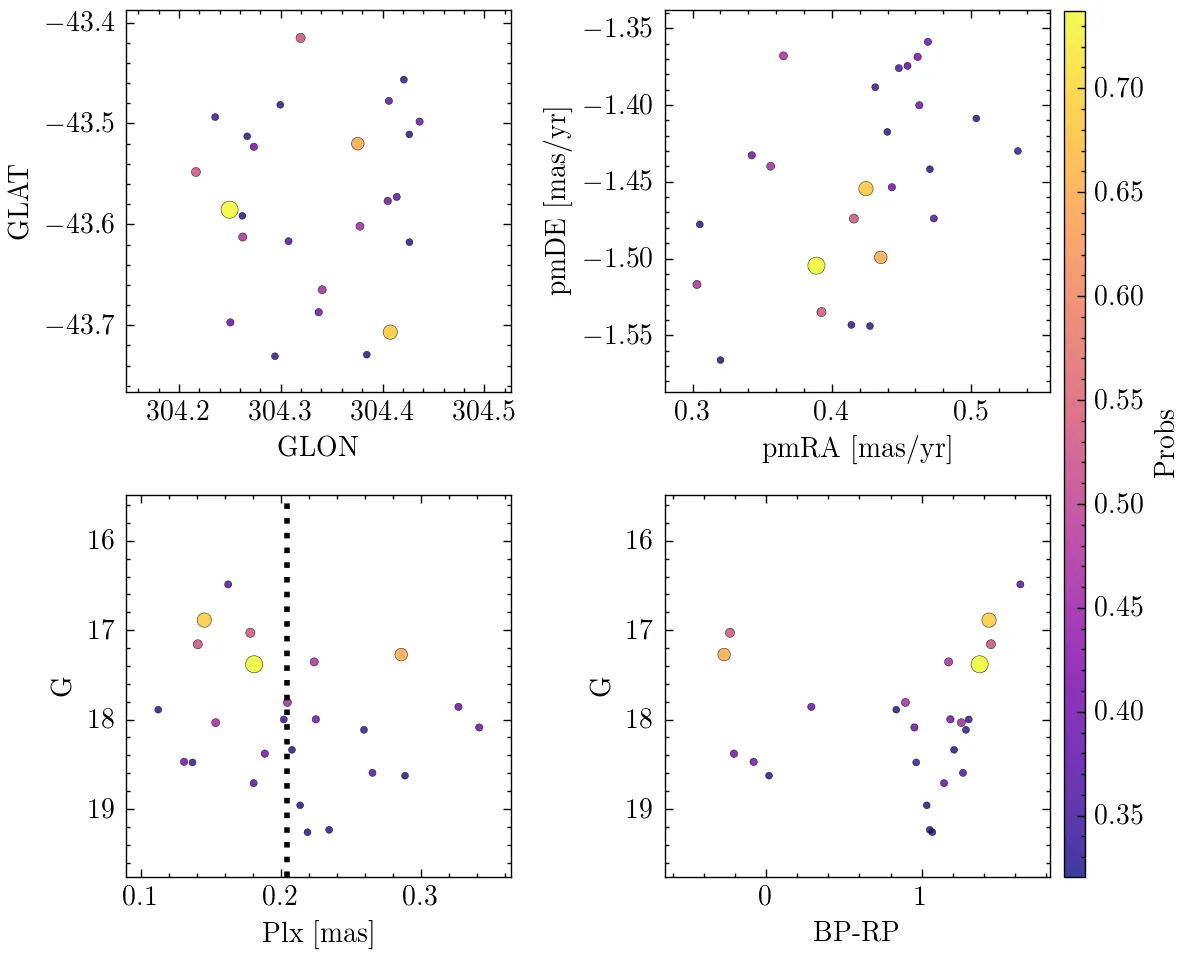 −43.4
−43.5
−43.6
−43.7
GLAT
304.2 304.3 304.4 304.5
GLON
−1.35
−1.40
−1.45
−1.50
−1.55
pmDE [mas/yr]
0.3 0.4 0.5
pmRA [mas/yr]
16
17
18
19
G
0.1 0.2 0.3
Plx [mas]
16
17
18
19
G
0 1
BP-RP
0.70
0.65
0.60
0.55
0.50
0.45
0.40
0.35
Probs